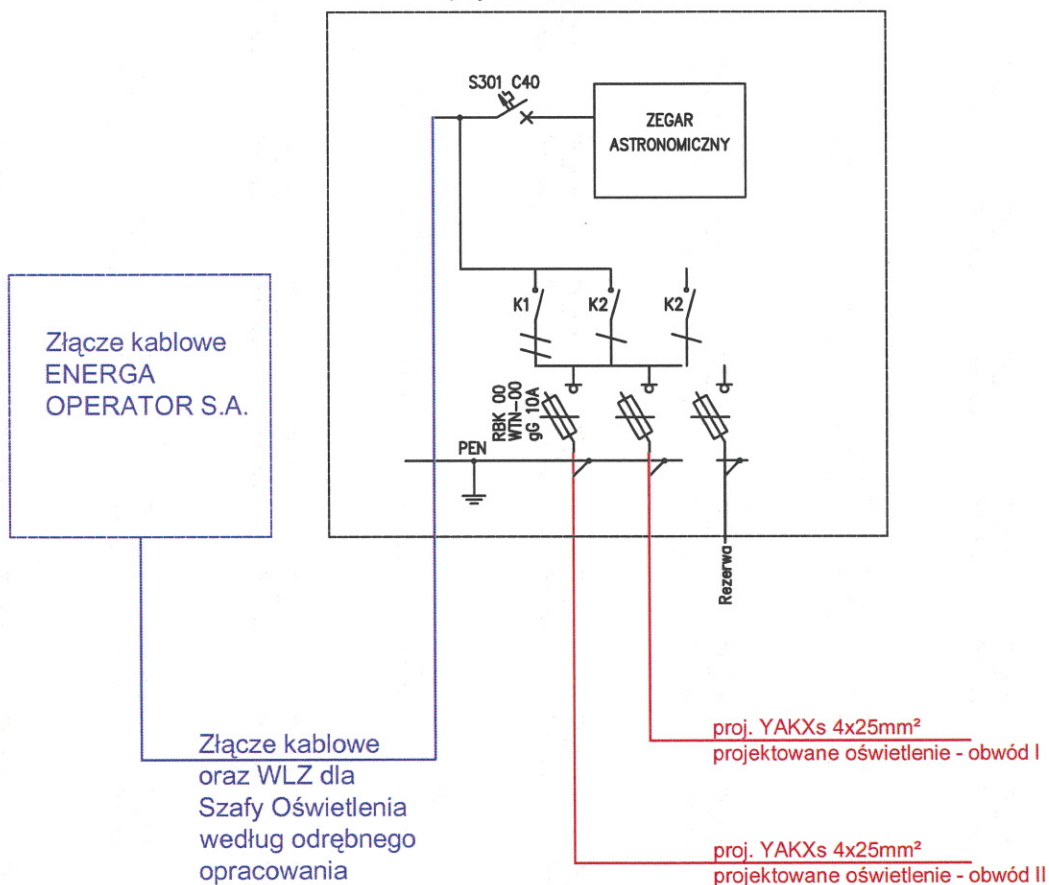 S301 C40
ZEGAR
ASTRONOMICZNY
K1
K2
K2
Złącze kablowe
ENERGA
OPERATOR S.A.
RBK 00
WTN-00
gG 10A
PEN
Rezerwa
Złącze kablowe
oraz WLZ dla
Szafy Oświetlenia
według odrębnego
opracowania
proj. YAKXs 4x25mm²
projektowane oświetlenie - obwód I
proj. YAKXs 4x25mm²
projektowane oświetlenie - obwód II